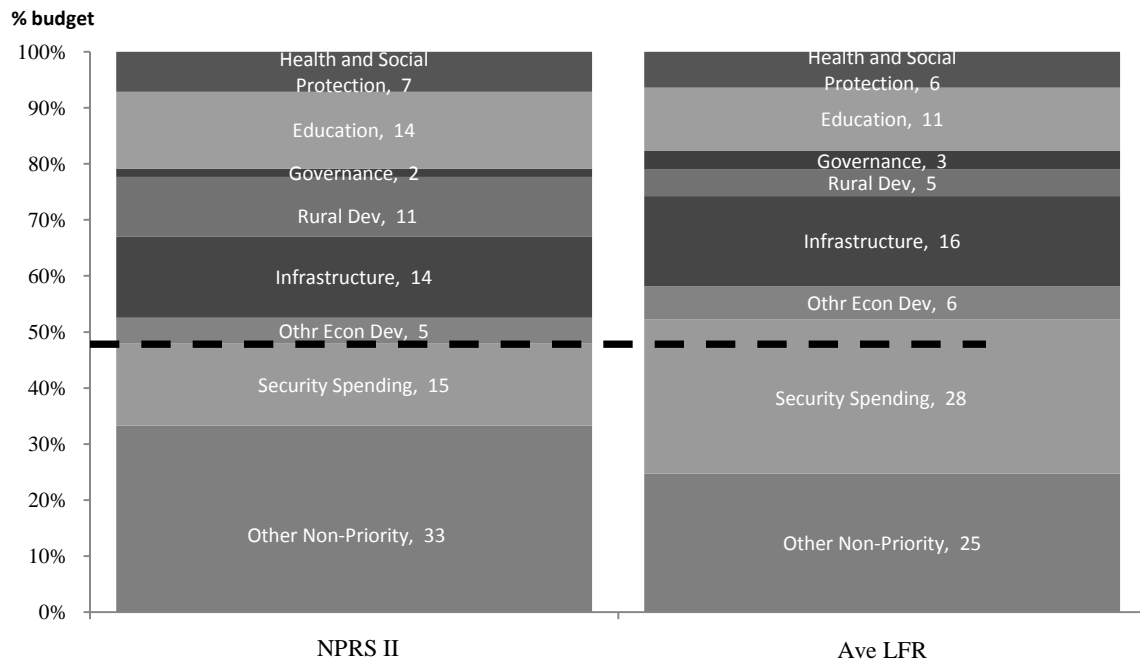 % budget
100%
90%
80%
70%
60%
50%
40%
30%
20%
10%
0%
Health and Social
Protection, 7
Education, 14
Governance, 2
Rural Dev, 11
Infrastructure, 14
Othr Econ Dev, 5
Security Spending, 15
Other Non-Priority, 33
Health and Social
Protection, 6
Education, 11
Governance, 3
Rural Dev, 5
Infrastructure, 16
Othr Econ Dev, 6
Security Spending, 28
Other Non-Priority, 25
NPRS II
Ave LFR